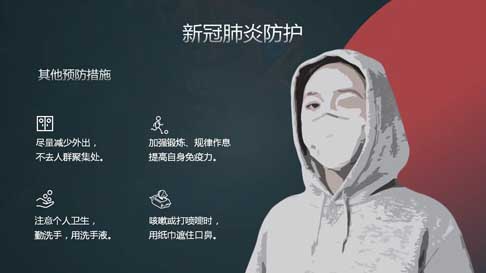 新冠肺炎防护
其他预防措施
尽量减少外出，
不去人群聚集处。
加强锻炼、规律作息
提高自身免疫力。
注意个人卫生，
勤洗手，用洗手液。
咳嗽或打喷嚏时，
用纸巾遮住口鼻。